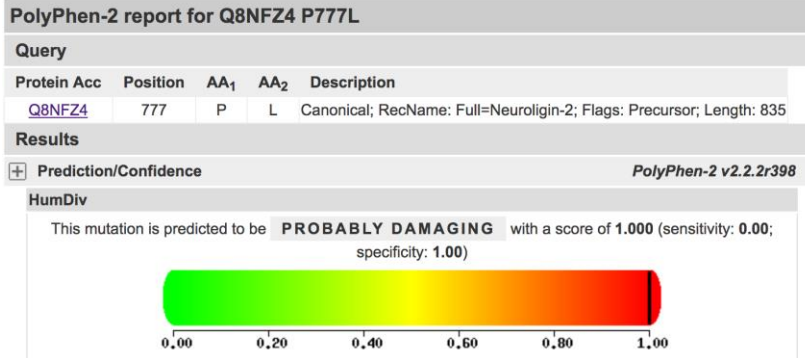 PolyPhen-2 report for Q8NFZ4 P777L
Query
Protein Acc Position AA₁ AA₂ Description
Q8NFZ4 777 P L Canonical; RecName: Full=Neuroligin-2; Flags: Precursor; Length: 835
Results
+ Prediction/Confidence PolyPhen-2 v2.2.2r398
HumDiv
This mutation is predicted to be PROBABLY DAMAGING with a score of 1.000 (sensitivity: 0.00;
specificity: 1.00)
0.00 0.20 0.40 0.60 0.80 1.00